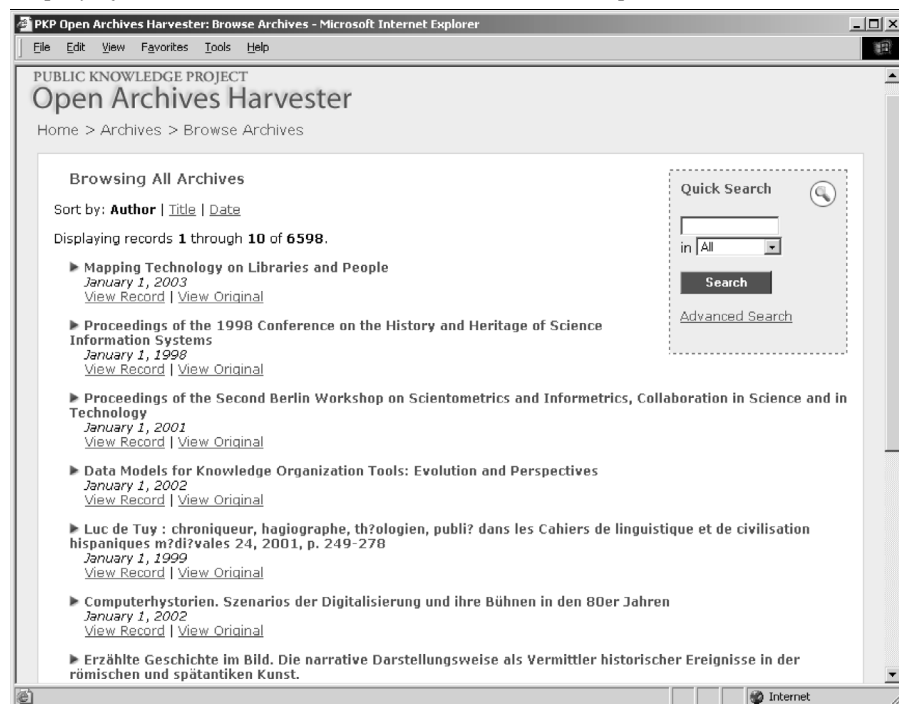 PKP Open Archives Harvester: Browse Archives - Microsoft Internet Explorer
File Edit View Favorites Tools Help
PUBLIC KNOWLEDGE PROJECT
Open Archives Harvester
Home > Archives > Browse Archives
Browsing All Archives
Sort by: Author | Title | Date
Displaying records 1 through 10 of 6598.
Mapping Technology on Libraries and People
January 1, 2003
View Record | View Original
Proceedings of the 1998 Conference on the History and Heritage of Science
Information Systems
January 1, 1998
View Record | View Original
Proceedings of the Second Berlin Workshop on Scientometrics and Informetrics, Collaboration in Science and in
Technology
January 1, 2001
View Record | View Original
Data Models for Knowledge Organization Tools: Evolution and Perspectives
January 1, 2002
View Record | View Original
Luc de Tuy : chroniqueur, hagiographe, th?ologien, publi? dans les Cahiers de linguistique et de civilisation
hispaniques m?di?vales 24, 2001, p. 249-278
January 1, 1999
View Record | View Original
Computerhystorien. Szenarios der Digitalisierung und ihre Bühnen in den 80er Jahren
January 1, 2002
View Record | View Original
Erzählte Geschichte im Bild. Die narrative Darstellungsweise als Vermittler historischer Ereignisse in der
römischen und spätantiken Kunst.
Quick Search
in All
Search
Advanced Search
Internet